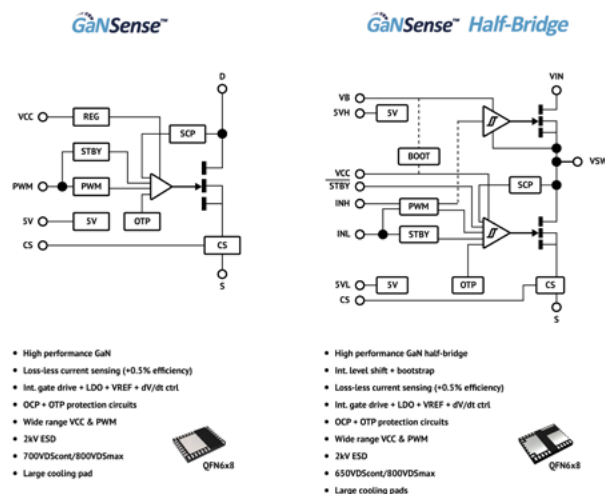 GaNSense™
D
VCC
REG
SCP
STBY
PWM
PWM
5V
5V
OTP
CS
CS
S
High performance GaN
Loss-less current sensing (+0.5% efficiency)
Int. gate drive + LDO + VREF + dV/dt ctrl
OCP + OTP protection circuits
Wide range VCC & PWM
2kV ESD
700VDScont/800VDSmax
Large cooling pad
QFN6x8
GaNSense™ Half-Bridge
VIN
VB
5VH
5V
BOOT
VSW
VCC
STBY
SCP
INH
PWM
INL
STBY
5VL
5V
OTP
CS
CS
S
High performance GaN half-bridge
Int. level shift + bootstrap
Loss-less current sensing (+0.5% efficiency)
Int. gate drive + LDO + VREF + dV/dt ctrl
OCP + OTP protection circuits
Wide range VCC & PWM
2kV ESD
650VDScont/800VDSmax
Large cooling pads
QFN6x8